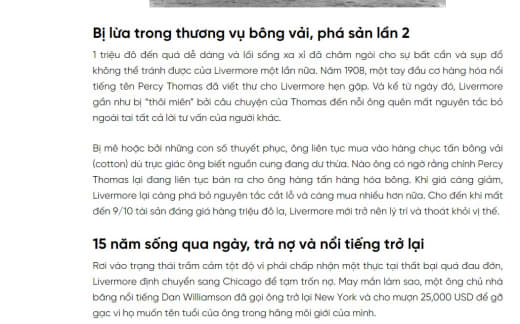 Bị lừa trong thương vụ bông vải, phá sản lần 2
1 triệu đô đến quá dễ dàng và lối sống xa xỉ đã châm ngòi cho sự bất cẩn và sụp đổ
không thể tránh được của Livermore một lần nữa. Năm 1908, một tay đầu cơ hàng hóa nổi
tiếng tên Percy Thomas đã viết thư cho Livermore hẹn gặp. Và kể từ ngày đó, Livermore
gần như bị "thôi miên" bởi câu chuyện của Thomas đến nỗi ông quên mất nguyên tắc bỏ
ngoài tai tất cả lời tư vấn của người khác.
Bị mê hoặc bởi những con số thuyết phục, ông liên tục mua vào hàng chục tấn bông vải
(cotton) dù trực giác ông biết nguồn cung đang dư thừa. Nào ông có ngờ rằng chính Percy
Thomas lại đang liên tục bán ra cho ông hàng tấn hàng hóa bông. Khi giá càng giảm,
Livermore lại càng phá bỏ nguyên tắc cắt lỗ và càng mua nhiều hơn nữa. Cho đến khi mất
đến 9/10 tài sản đáng giá hàng triệu đô la, Livermore mới trở nên lý trí và thoát khỏi vị thế.
15 năm sống qua ngày, trả nợ và nổi tiếng trở lại
Rơi vào trạng thái trầm cảm tột độ vì phải chấp nhận một thực tại thất bại quá đau đớn,
Livermore định chuyển sang Chicago để tạm trốn nợ. May mắn làm sao, một ông chủ nhà
băng nổi tiếng Dan Williamson đã gọi ông trở lại New York và cho mượn 25,000 USD để gỡ
gạc vì họ muốn tên tuổi của ông trong hãng môi giới của mình.